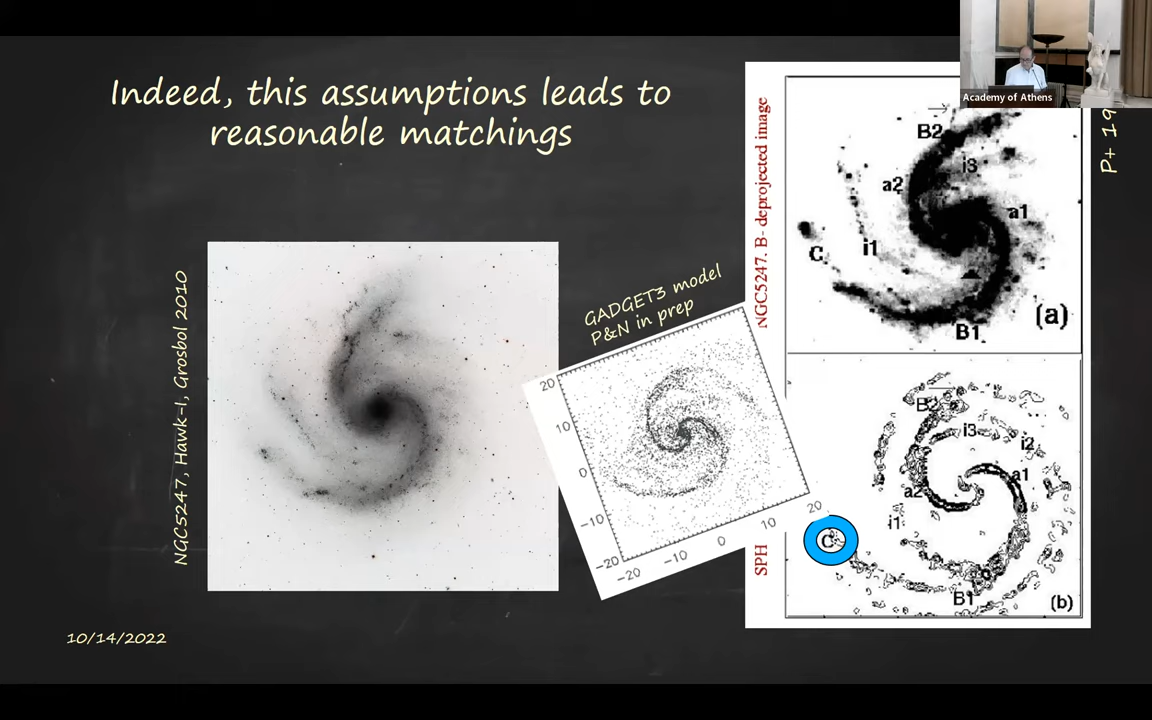 Indeed, this assumptions leads to
reasonable matchings
NGC5247, Hawk-I, Grosbol 2010
GADGET3 model
P&N in prep
20
10
0
-10
-20
-20
-10
0
10
20
NGC5247. B- deprojected image
B2
i3
a2
a1
i1
C
B1
(a)
SPH
B2
i3
i2
a1
a2
i1
C
B1
(b)
P+ 19
Academy of Athens
10/14/2022